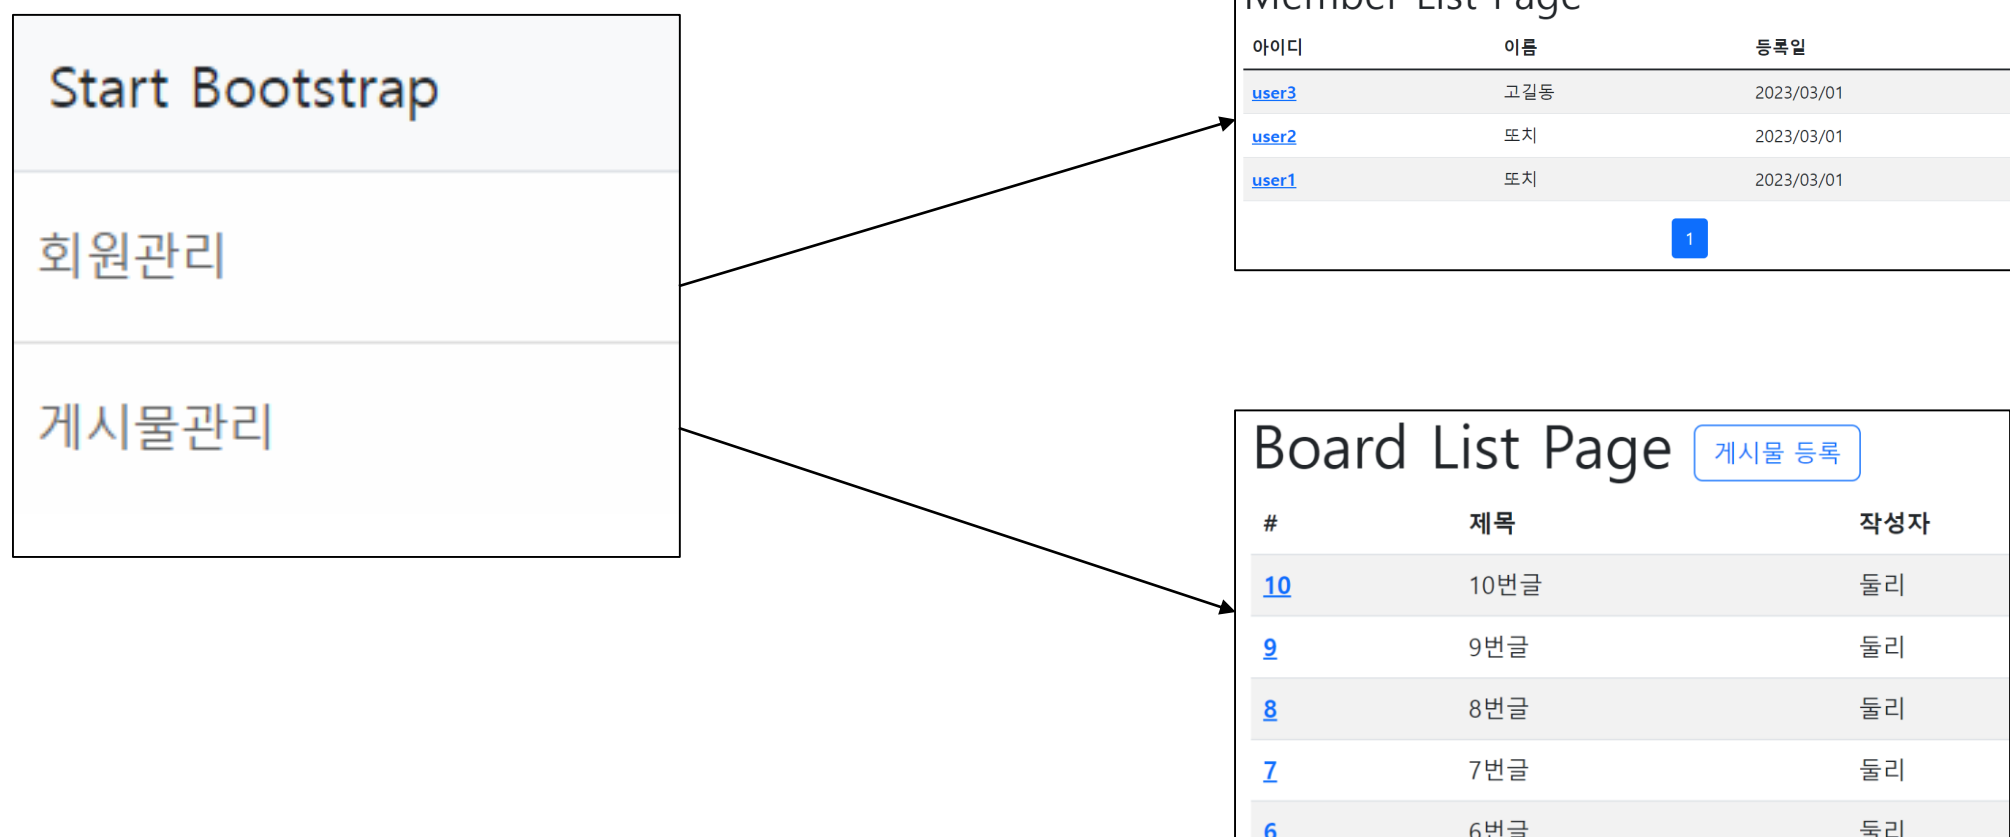 Start Bootstrap
회원관리
게시물관리
Member List Page
아이디 이름 등록일
user3 고길동 2023/03/01
user2 또치 2023/03/01
user1 또치 2023/03/01
1
Board List Page 게시물 등록
# 제목 작성자
10 10번글 둘리
9 9번글 둘리
8 8번글 둘리
7 7번글 둘리
6 6번글 둘리